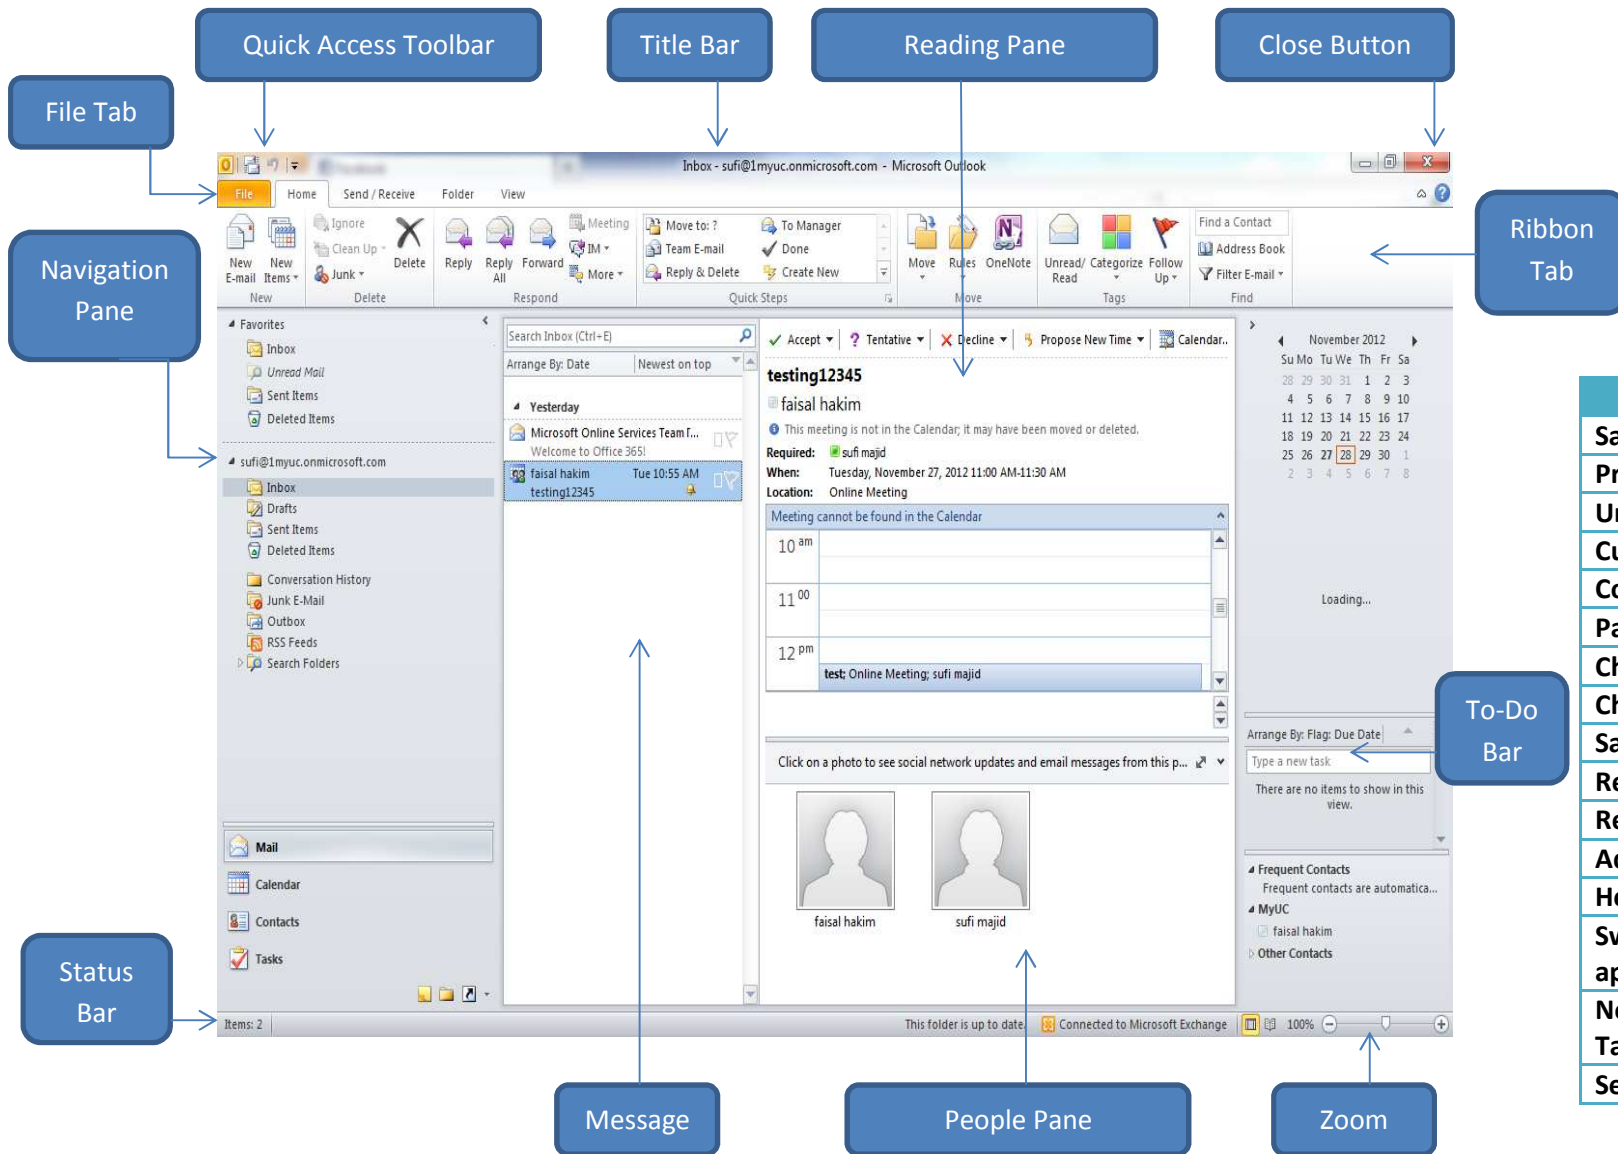 Quick Access Toolbar
Title Bar
Reading Pane
Close Button
File Tab
Navigation
Pane
Ribbon
Tab
To-Do
Bar
Status
Bar
Message
People Pane
Zoom
Inbox - sufi@1myuc.onmicrosoft.com - Microsoft Outlook
File Home Send / Receive Folder View
New
E-mail
New
Items
New
Ignore
Clean Up
Junk
Delete
Delete
Reply
Reply
All
Forward
Meeting
IM
More
Respond
Move to: ?
Team E-mail
Reply & Delete
To Manager
Done
Create New
Quick Steps
Move
Rules
OneNote
Move
Unread/
Read
Categorize
Follow
Up
Tags
Find a Contact
Address Book
Filter E-mail
Find
Favorites
Inbox
Unread Mail
Sent Items
Deleted Items
sufi@1myuc.onmicrosoft.com
Inbox
Drafts
Sent Items
Deleted Items
Conversation History
Junk E-Mail
Outbox
RSS Feeds
Search Folders
Mail
Calendar
Contacts
Tasks
Search Inbox (Ctrl+E)
Arrange By: Date Newest on top
Yesterday
Microsoft Online Services Team [...
Welcome to Office 365!
faisal hakim Tue 10:55 AM
testing12345
Accept ? Tentative Decline Propose New Time Calendar..
testing12345
faisal hakim
This meeting is not in the Calendar; it may have been moved or deleted.
Required: sufi majid
When: Tuesday, November 27, 2012 11:00 AM-11:30 AM
Location: Online Meeting
Meeting cannot be found in the Calendar
10 am
11 00
12 pm
test; Online Meeting; sufi majid
Click on a photo to see social network updates and email messages from this p...
faisal hakim sufi majid
November 2012
Su Mo Tu We Th Fr Sa
28 29 30 31 1 2 3
4 5 6 7 8 9 10
11 12 13 14 15 16 17
18 19 20 21 22 23 24
25 26 27 28 29 30 1
2 3 4 5 6 7 8
Loading...
Arrange By: Flag: Due Date
Type a new task
There are no items to show in this
view.
Frequent Contacts
Frequent contacts are automatica...
MyUC
faisal hakim
Other Contacts
Items: 2
This folder is up to date. Connected to Microsoft Exchange 100%
Sa
Pr
Cu
Co
Pa
Ch
Ch
Sa
Re
Re
Ho
Sw
ap
Ne
Ta
Se